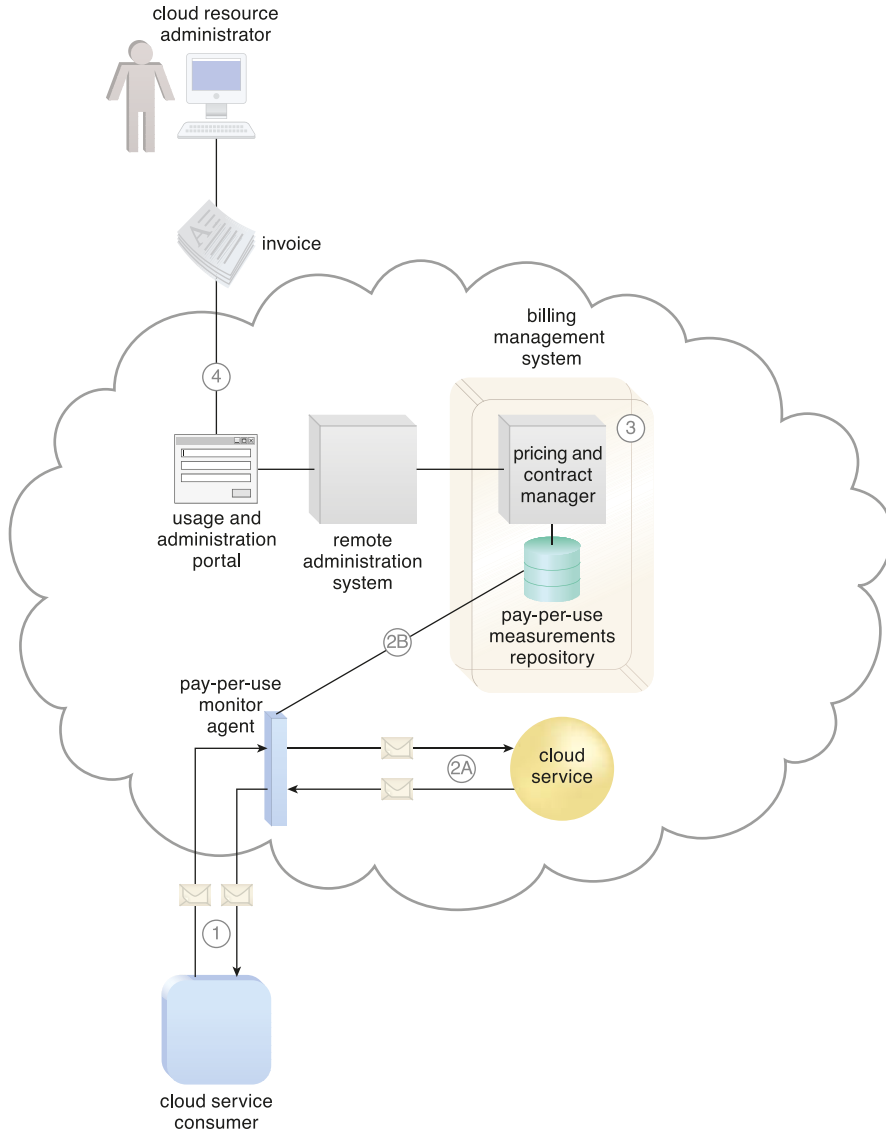 cloud resource
administrator
invoice
billing
management
system
4
3
pricing and
contract
manager
usage and
administration
portal
remote
administration
system
pay-per-use
measurements
repository
2B
pay-per-use
monitor
agent
2A
cloud
service
1
cloud service
consumer